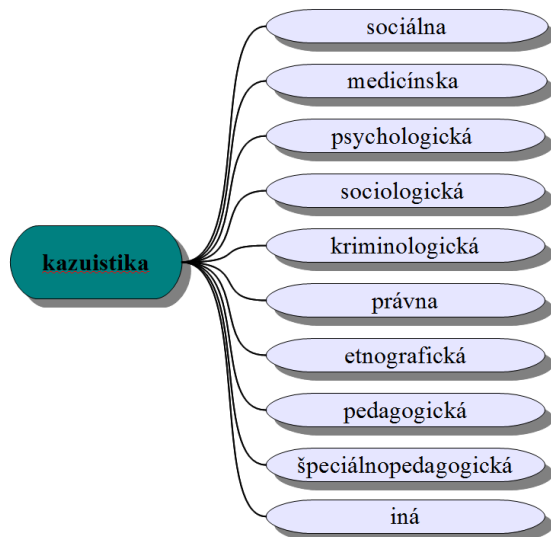 sociálna
medicínska
psychologická
sociologická
kriminologická
kazuistika
právna
etnografická
pedagogická
špeciálnopedagogická
iná